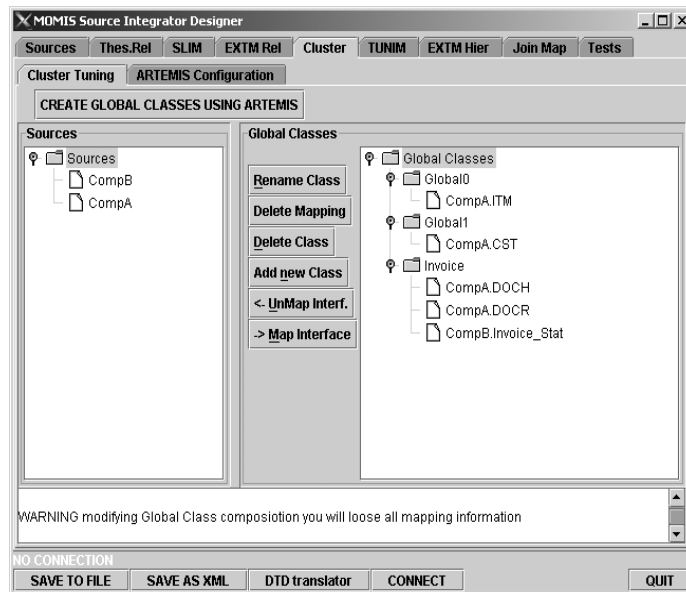 MOMIS Source Integrator Designer
Sources Thes.Rel SLIM EXTM Rel Cluster TUNIM EXTM Hier Join Map Tests
Cluster Tuning ARTEMIS Configuration
CREATE GLOBAL CLASSES USING ARTEMIS
Sources
Sources
CompB
CompA
Global Classes
Rename Class
Delete Mapping
Delete Class
Add new Class
<- UnMap Interf.
-> Map Interface
Global Classes
Global0
CompA.ITM
Global1
CompA.CST
Invoice
CompA.DOCH
CompA.DOCR
CompB.Invoice_Stat
WARNING modifying Global Class composiotion you will loose all mapping information
NO CONNECTION
SAVE TO FILE SAVE AS XML DTD translator CONNECT QUIT